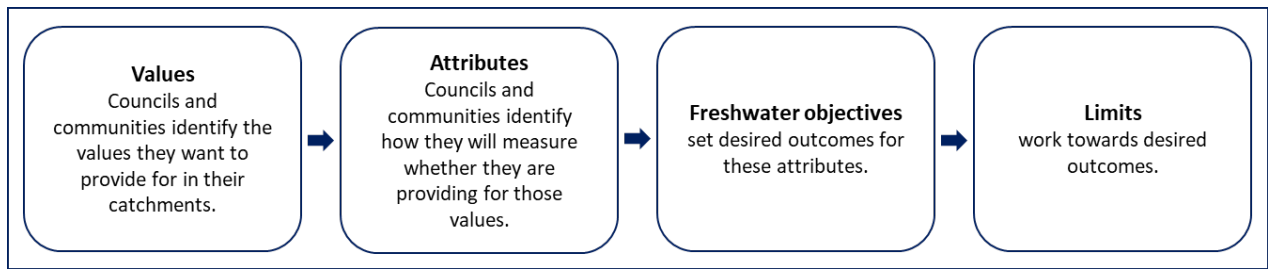 Values
Councils and
communities identify the
values they want to
provide for in their
catchments.
Attributes
Councils and
communities identify
how they will measure
whether they are
providing for those
values.
Freshwater objectives
set desired outcomes for
these attributes.
Limits
work towards desired
outcomes.